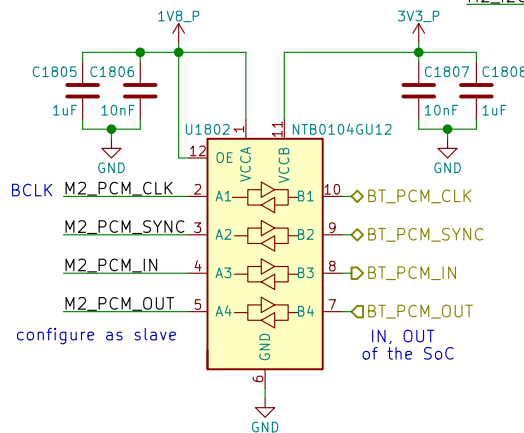 1V8_P 3V3_P
C1805 C1806 C1807 C1808
1uF 10nF 10nF 1uF
GND GND
U1802 NTB0104GU12
1 11
VCCA VCCB
12 OE
BCLK M2_PCM_CLK 2 A1 B1 10 BT_PCM_CLK
M2_PCM_SYNC 3 A2 B2 9 BT_PCM_SYNC
M2_PCM_IN 4 A3 B3 8 BT_PCM_IN
M2_PCM_OUT 5 A4 B4 7 BT_PCM_OUT
configure as slave GND IN, OUT
of the SoC
6
GND